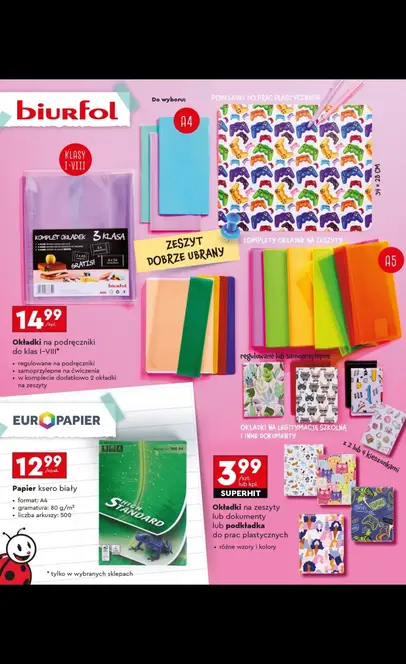 biurfol
Do wyboru:
A4
PODKŁADKI DO PRAC PLASTYCZNYCH
39 x 28 CM
KLASY
I-VIII
KOMPLET OKŁADEK 3 KLASA
GRATIS!
ZESZYT
DOBRZE UBRANY
KOMPLETY OKŁADEK NA ZESZYTY
A5
14,99
/kpl.
Okładki na podręczniki
do klas I-VIII*
• regulowane na podręczniki
• samoprzylepne na ćwiczenia
• w komplecie dodatkowo 2 okładki
na zeszyty
regulowane lub samoprzylepne
OKŁADKI NA LEGITYMACJĘ SZKOLNĄ
I INNE DOKUMENTY
z 2 lub 4 kieszonkami
EUROPAPIER
12,99
Papier ksero biały
• format: A4
• gramatura: 80 g/m²
• liczba arkuszy: 500
GREEN
STANDARD
3,99
/szt.
lub kpl.
SUPERHIT
Okładki na zeszyty
lub dokumenty
lub podkładka
do prac plastycznych
• różne wzory i kolory
* tylko w wybranych sklepach